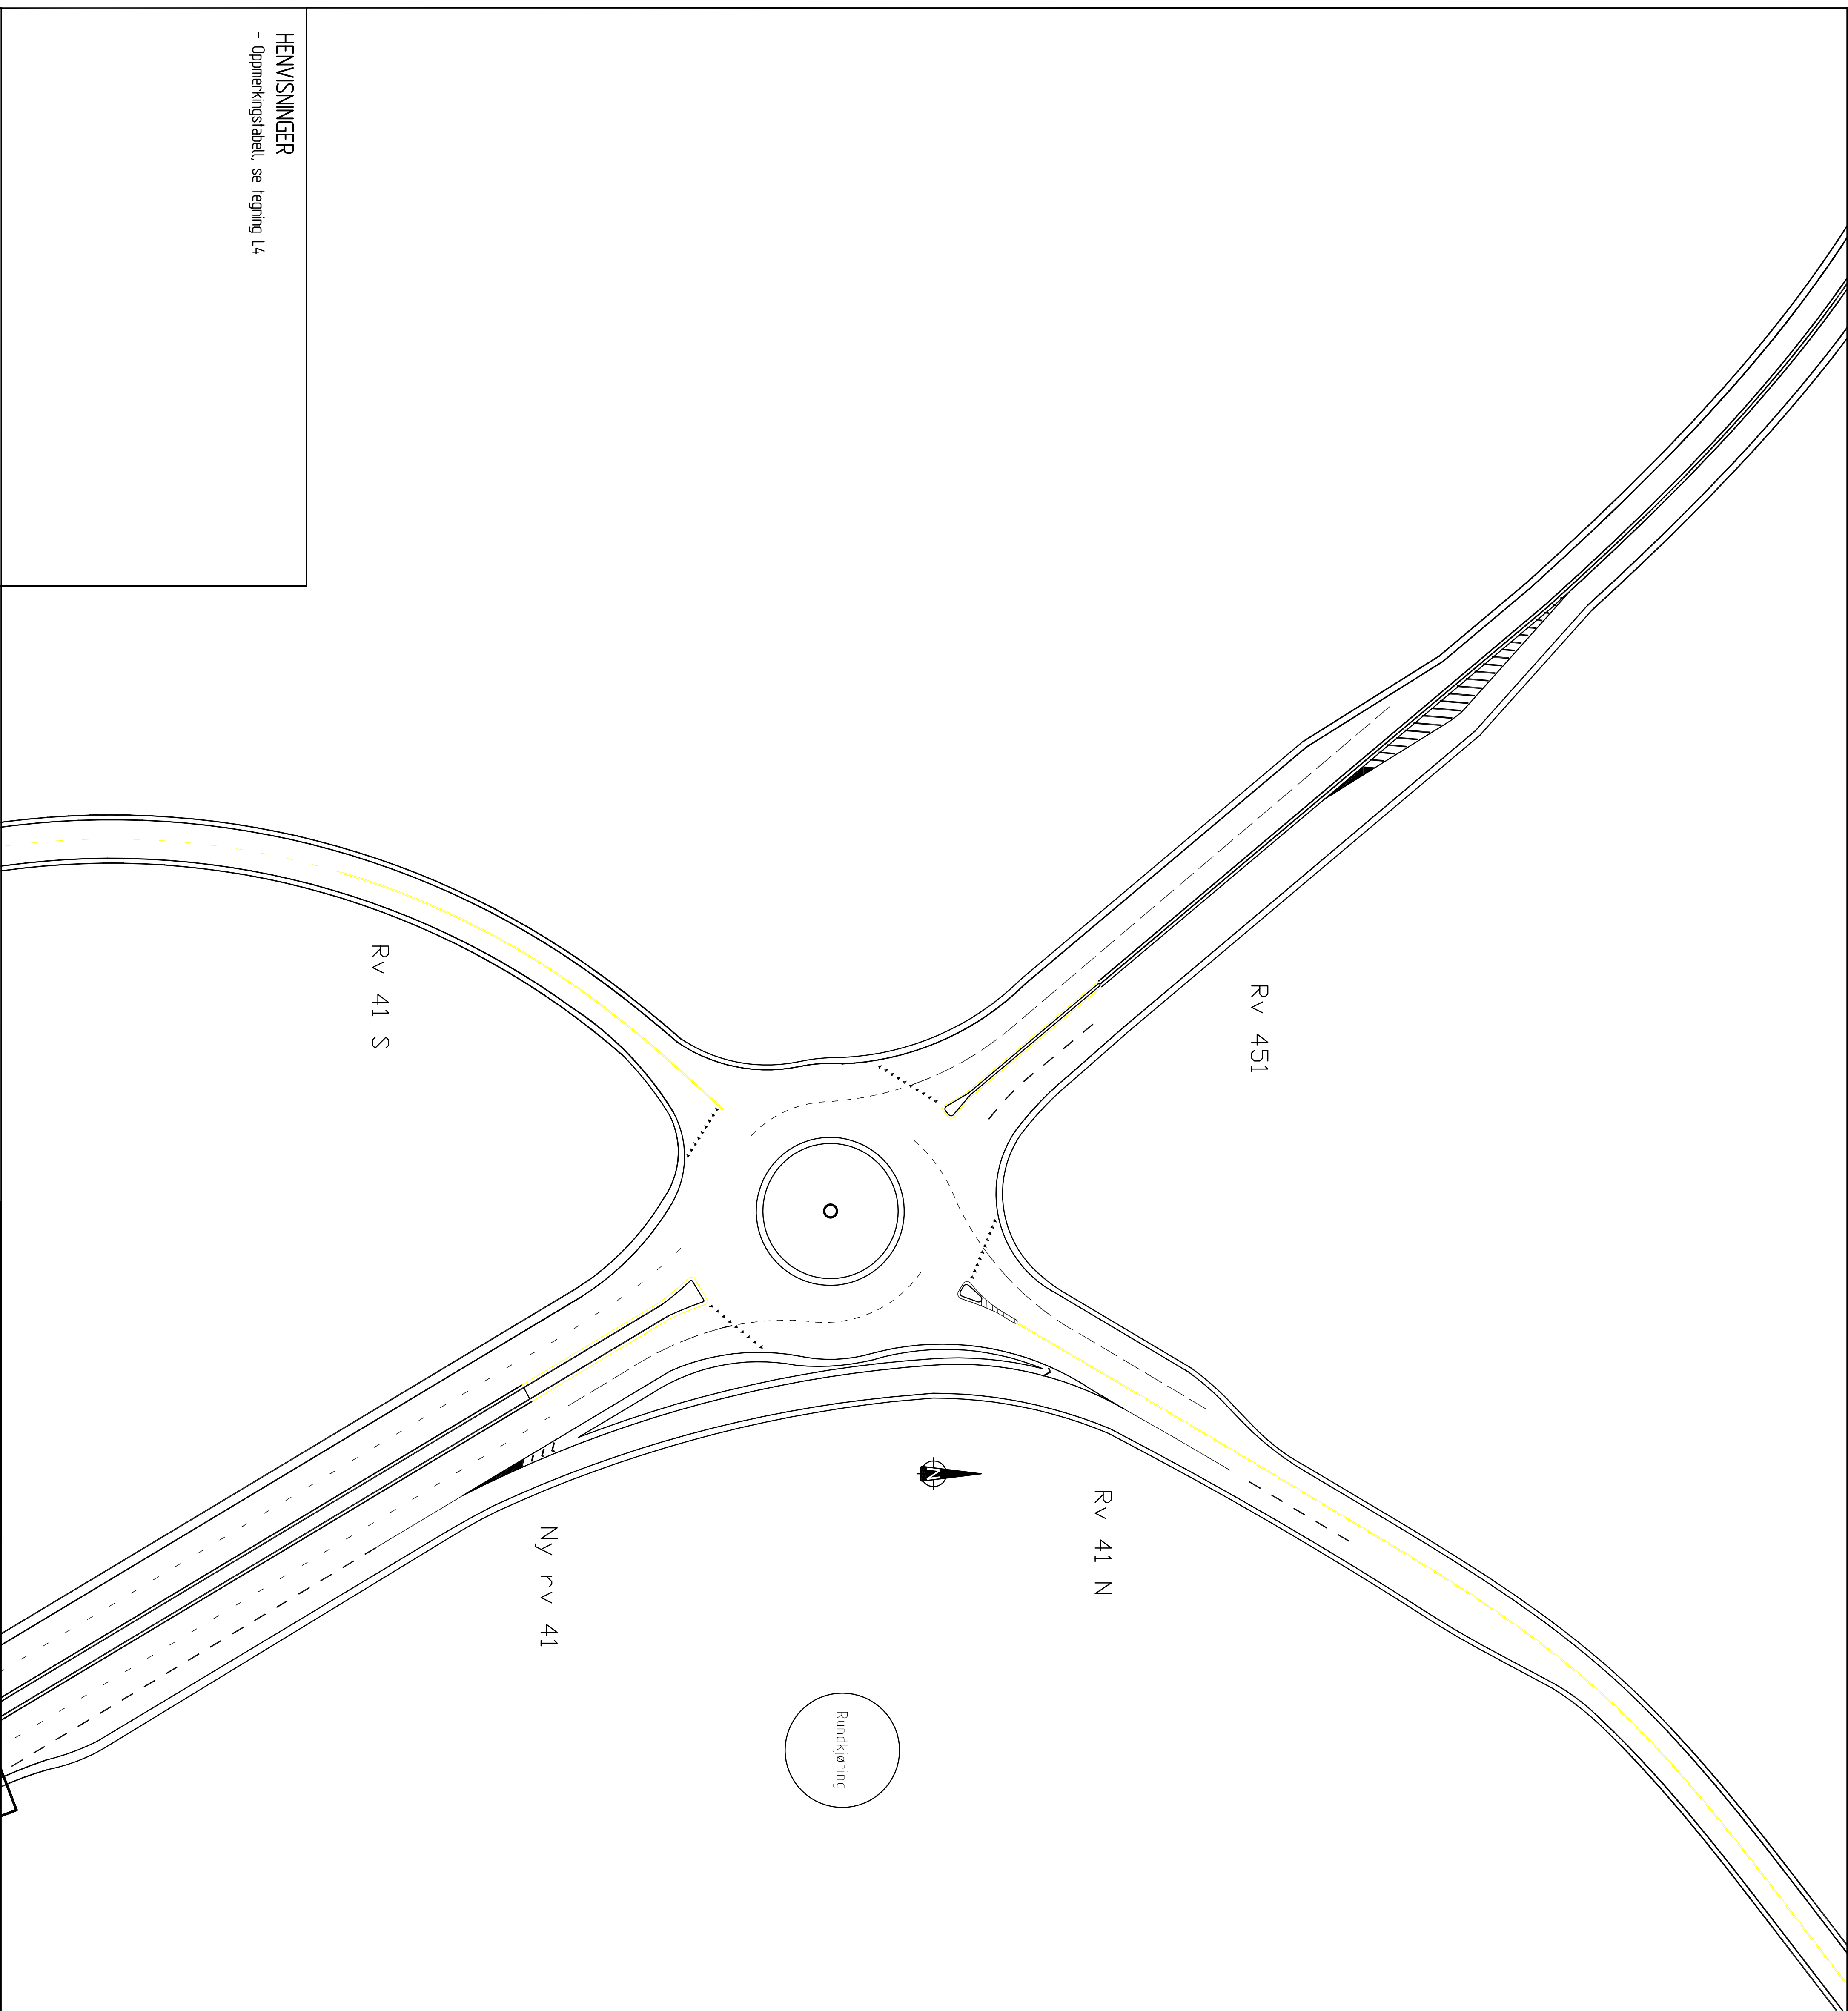 HENVISNINGER
- Oppmerkingstabell, se tegning L4
Rv 451
Rv 41 S
Rv 41 N
Ny rv 41
N
Rundkjøring